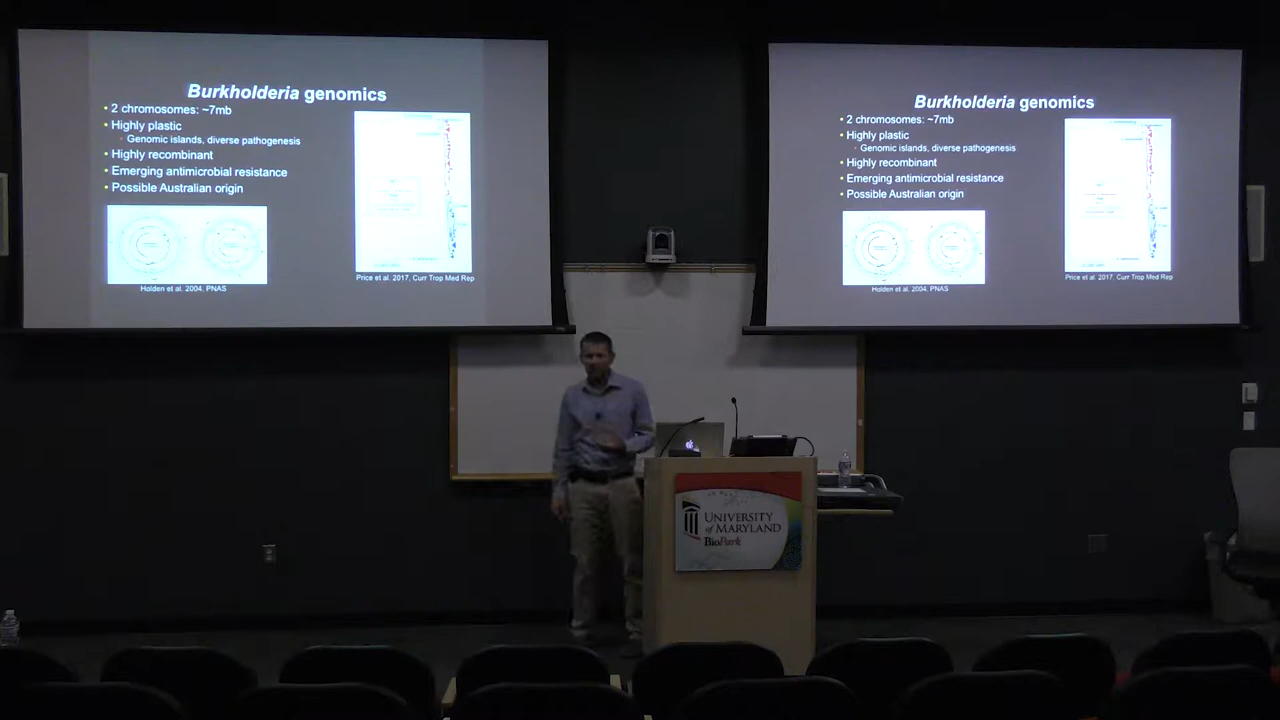 Burkholderia genomics
• 2 chromosomes: ~7mb
• Highly plastic
◦ Genomic islands, diverse pathogenesis
• Highly recombinant
• Emerging antimicrobial resistance
• Possible Australian origin
Holden et al. 2004, PNAS
Price et al. 2017, Curr Trop Med Rep
Burkholderia genomics
• 2 chromosomes: ~7mb
• Highly plastic
◦ Genomic islands, diverse pathogenesis
• Highly recombinant
• Emerging antimicrobial resistance
• Possible Australian origin
Holden et al. 2004, PNAS
Price et al. 2017, Curr Trop Med Rep
UNIVERSITY
of MARYLAND
BioPark